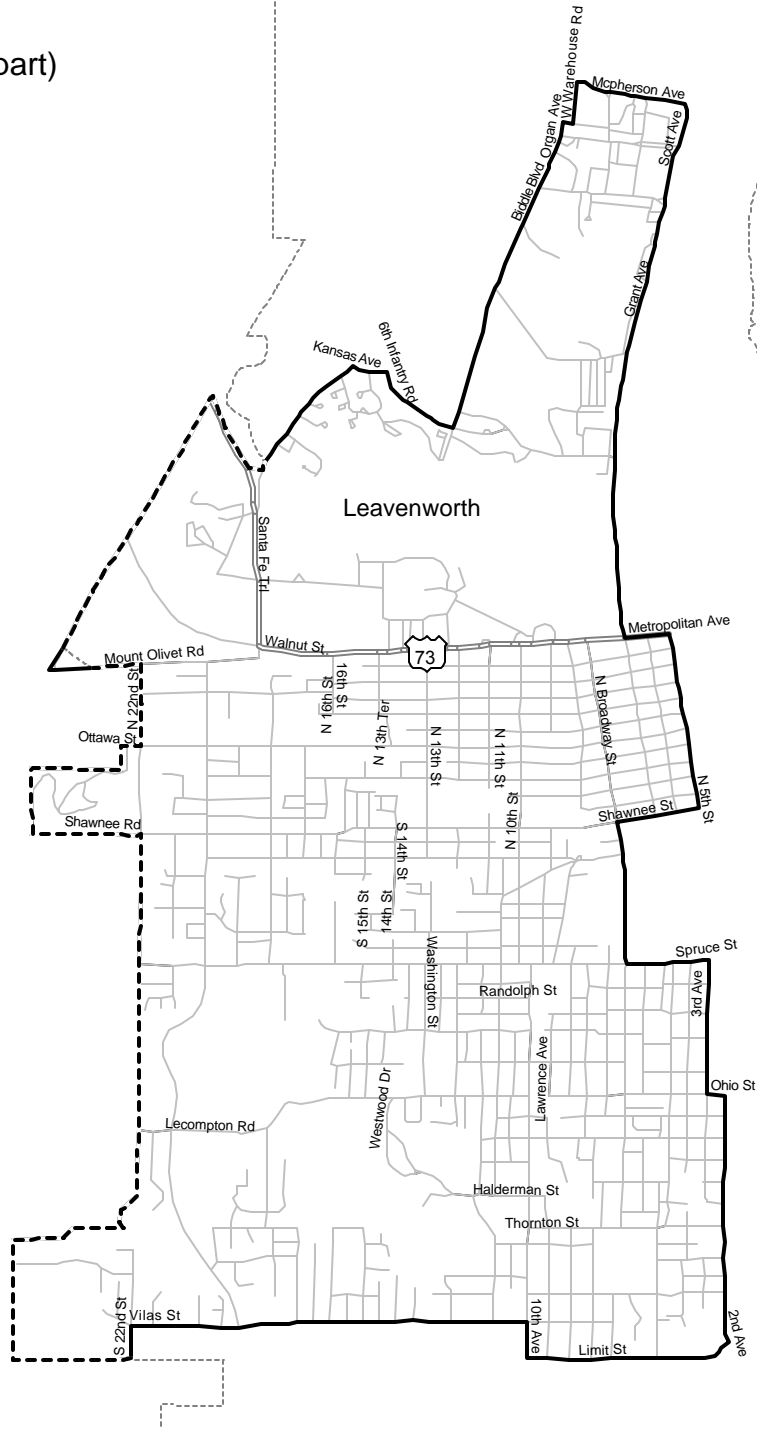 part)
W Warehouse Rd
Mcpherson Ave
Organ Ave
Scott Ave
Biddle Blvd
Grant Ave
6th Infantry Rd
Kansas Ave
Leavenworth
Santa Fe Trl
Metropolitan Ave
Walnut St
73
Mount Olivet Rd
N 22nd St
16th St
N 16th St
N 13th Ter
N 13th St
N 11th St
N Broadway St
Ottawa St
N 5th St
Shawnee St
Shawnee Rd
N 10th St
S 14th St
S 15th St
14th St
Washington St
Spruce St
3rd Ave
Randolph St
Lawrence Ave
Ohio St
Westwood Dr
Lecompton Rd
Halderman St
Thornton St
S 22nd St
Vilas St
10th Ave
2nd Ave
Limit St